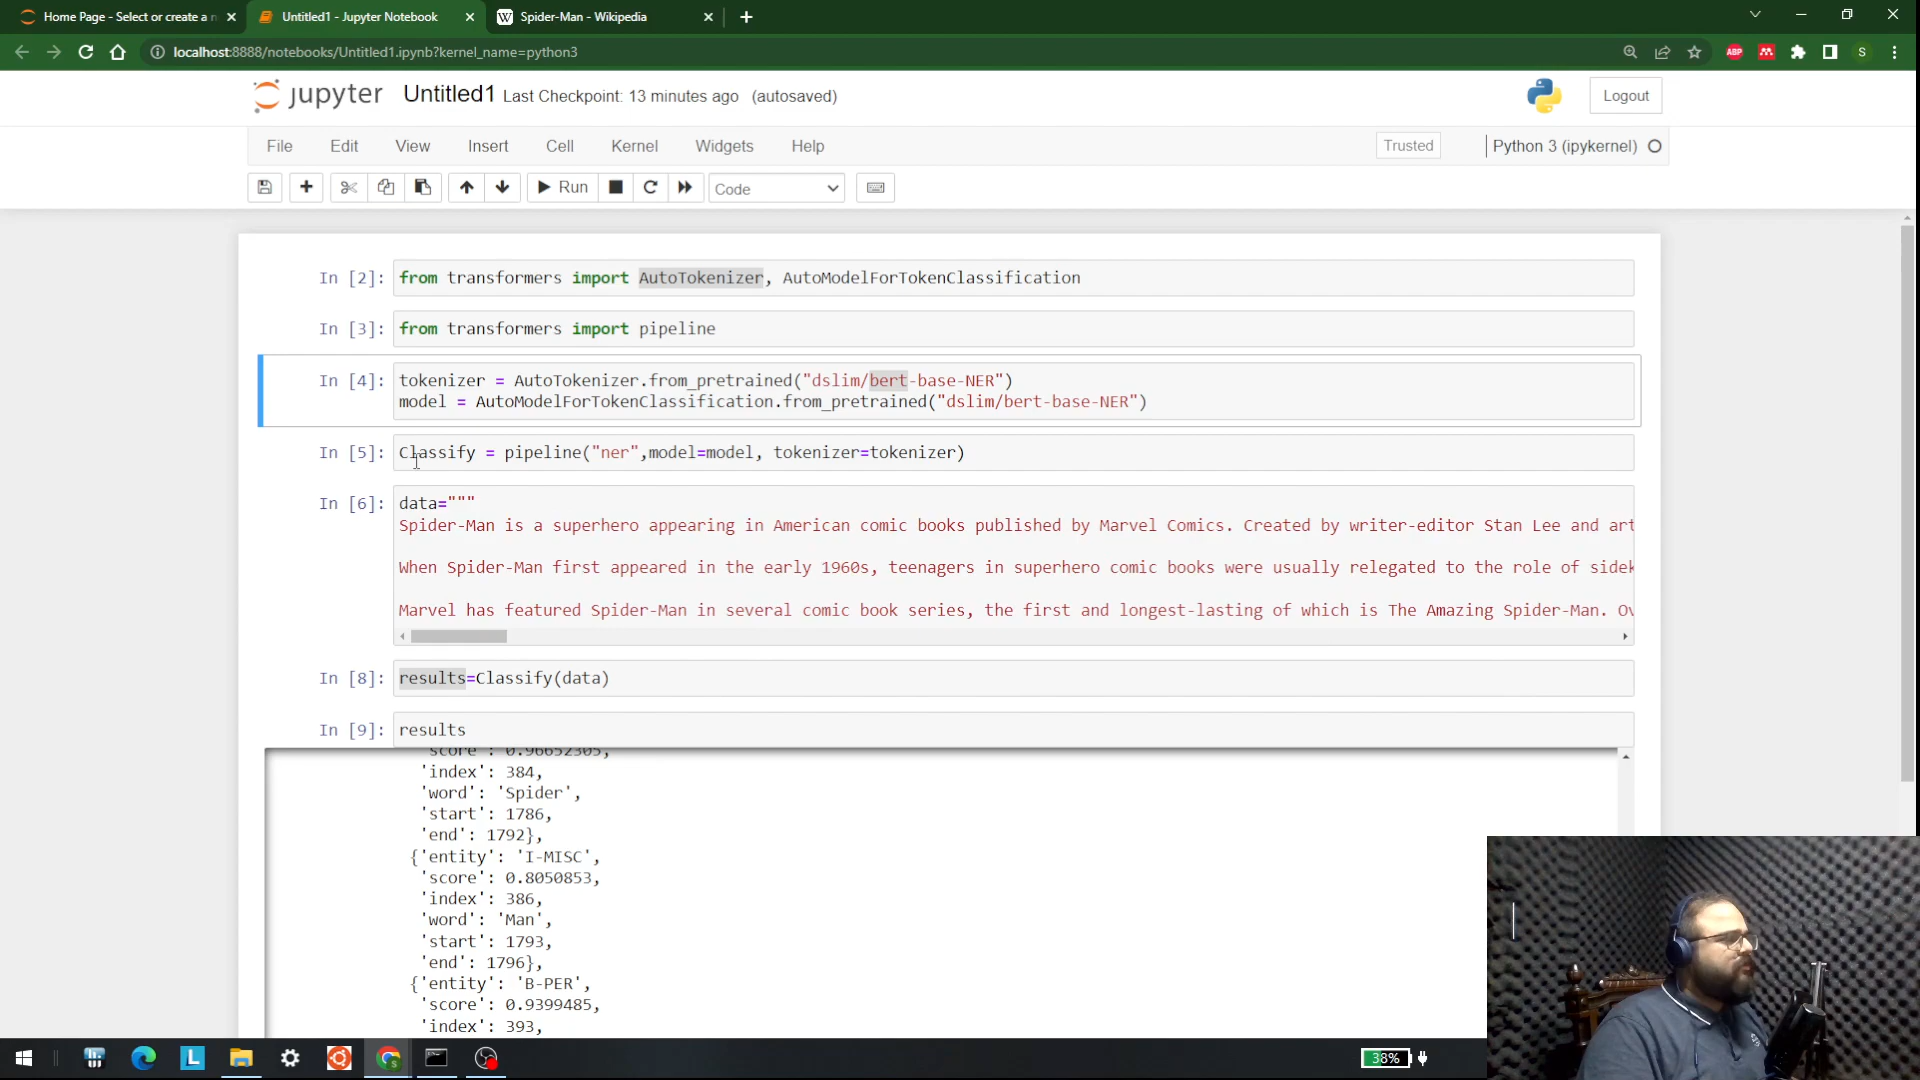 Home Page - Select or create a n
Untitled1 - Jupyter Notebook
Spider-Man - Wikipedia
localhost:8888/notebooks/Untitled1.ipynb?kernel_name=python3
ABP
S
jupyter Untitled1 Last Checkpoint: 13 minutes ago (autosaved)
Logout
File Edit View Insert Cell Kernel Widgets Help
Trusted
Python 3 (ipykernel)
Run
Code
In [2]: from transformers import AutoTokenizer, AutoModelForTokenClassification
In [3]: from transformers import pipeline
In [4]: tokenizer = AutoTokenizer.from_pretrained("dslim/bert-base-NER")
model = AutoModelForTokenClassification.from_pretrained("dslim/bert-base-NER")
In [5]: Classify = pipeline("ner",model=model, tokenizer=tokenizer)
In [6]: data="""
Spider-Man is a superhero appearing in American comic books published by Marvel Comics. Created by writer-editor Stan Lee and art
When Spider-Man first appeared in the early 1960s, teenagers in superhero comic books were usually relegated to the role of sidek
Marvel has featured Spider-Man in several comic book series, the first and longest-lasting of which is The Amazing Spider-Man. Ov
In [8]: results=Classify(data)
In [9]: results
'score': 0.96652305,
'index': 384,
'word': 'Spider',
'start': 1786,
'end': 1792},
{'entity': 'I-MISC',
'score': 0.8050853,
'index': 386,
'word': 'Man',
'start': 1793,
'end': 1796},
{'entity': 'B-PER',
'score': 0.9399485,
'index': 393,
L
38%